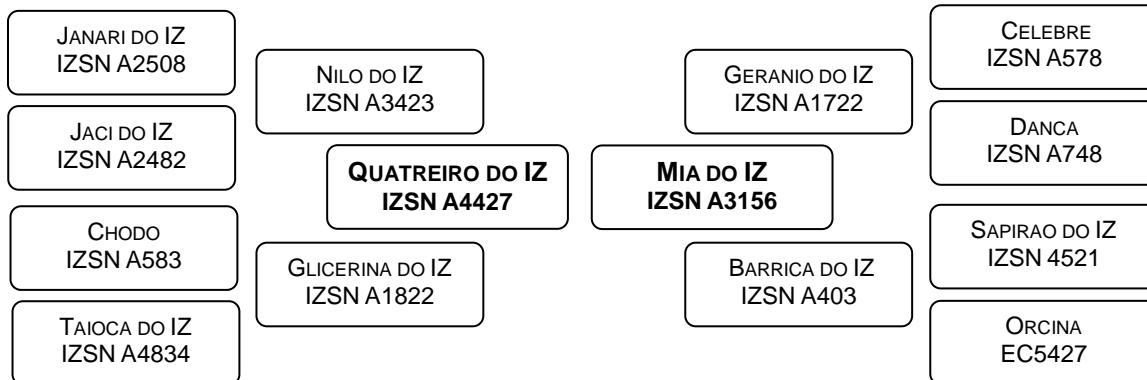 JANARI DO IZ
IZSN A2508
NILO DO IZ
IZSN A3423
JACI DO IZ
IZSN A2482
QUATREIRO DO IZ
IZSN A4427
CHODO
IZSN A583
GLICERINA DO IZ
IZSN A1822
TAIOCA DO IZ
IZSN A4834
CELEBRE
IZSN A578
GERANIO DO IZ
IZSN A1722
DANCA
IZSN A748
MIA DO IZ
IZSN A3156
SAPIRAO DO IZ
IZSN 4521
BARRICA DO IZ
IZSN A403
ORCINA
EC5427